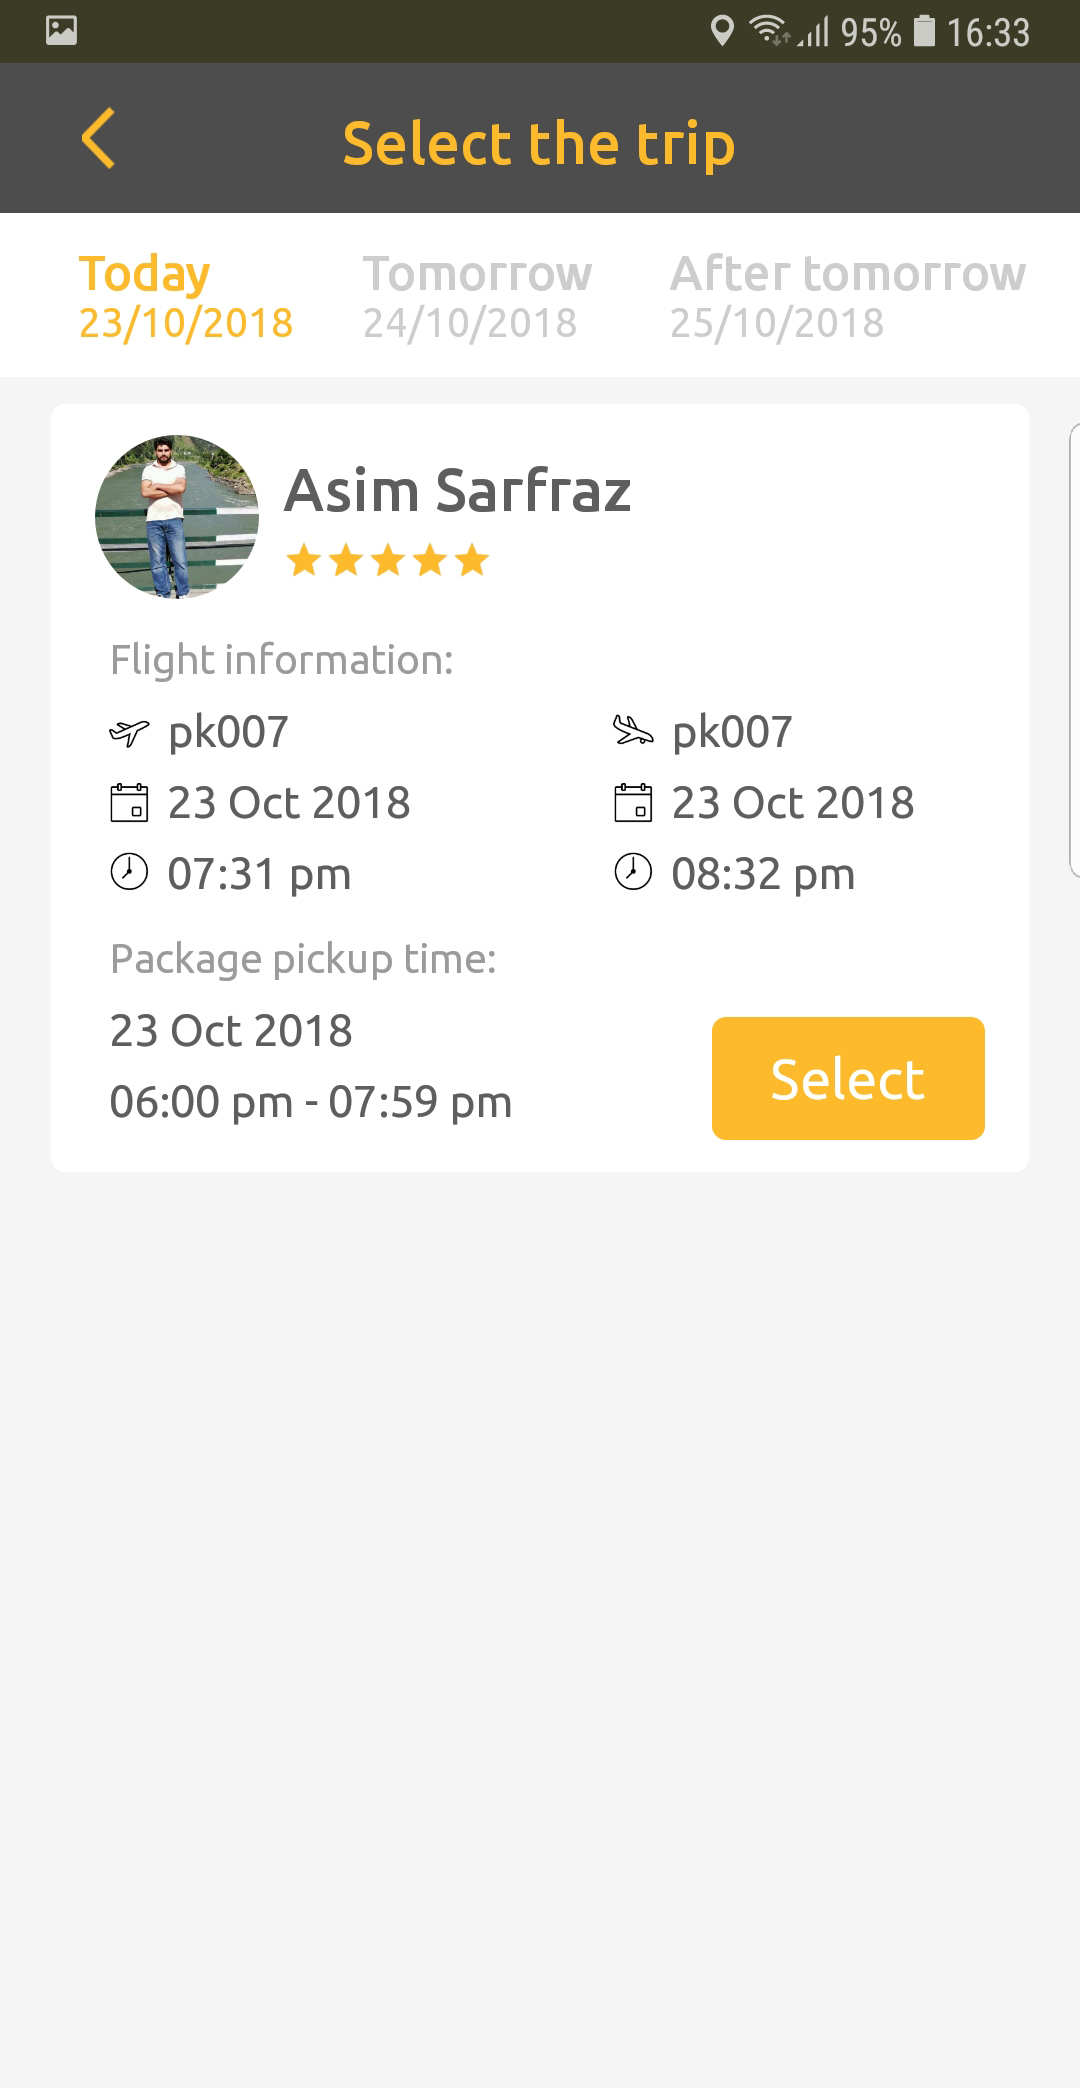 95% 16:33
Select the trip
Today Tomorrow After tomorrow
23/10/2018 24/10/2018 25/10/2018
Asim Sarfraz
Flight information:
pk007 pk007
23 Oct 2018 23 Oct 2018
07:31 pm 08:32 pm
Package pickup time:
23 Oct 2018
06:00 pm - 07:59 pm
Select